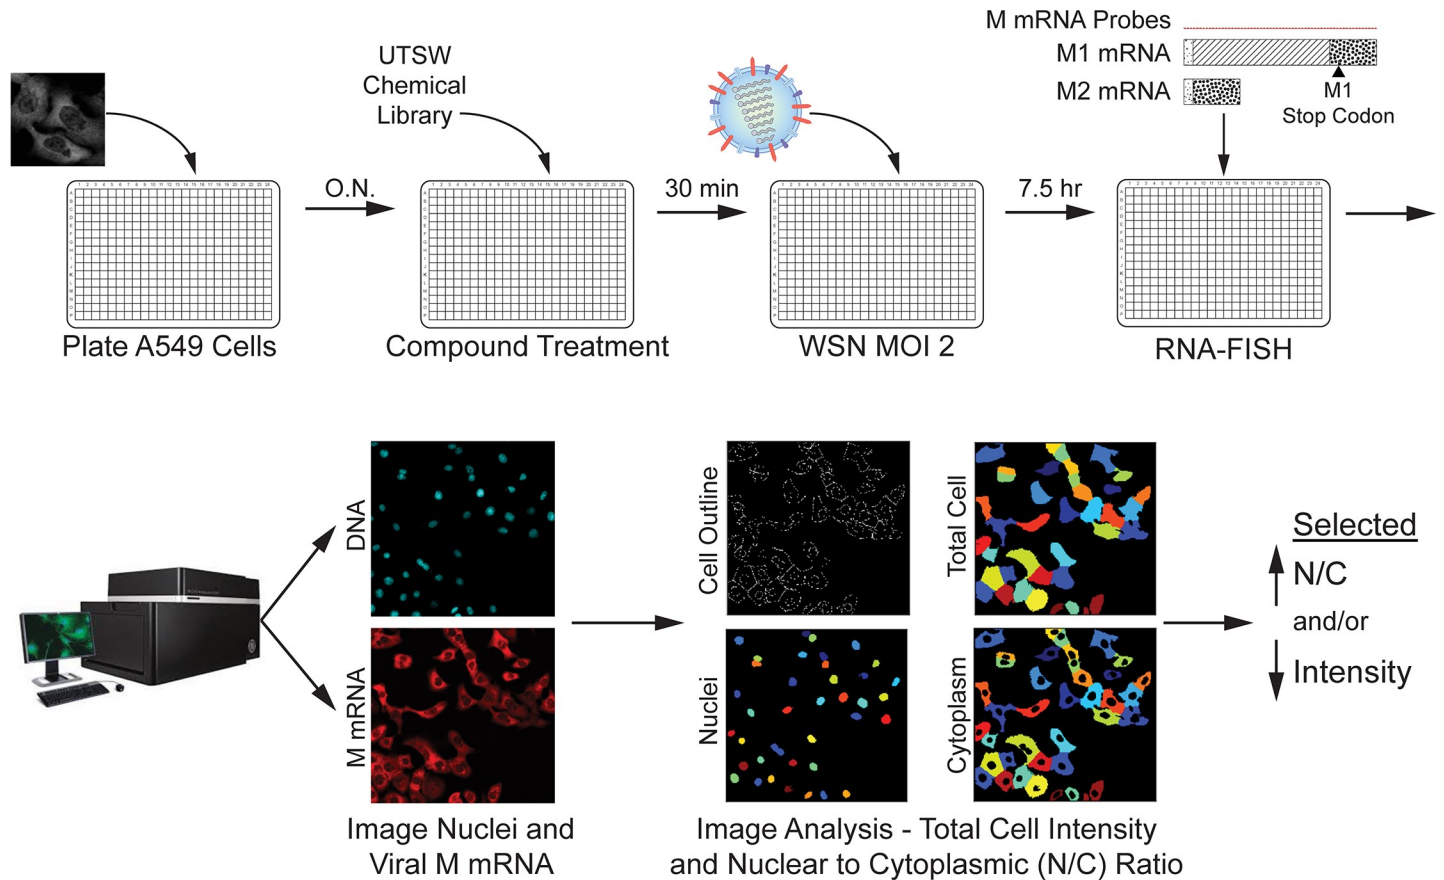 M mRNA Probes
M1 mRNA
M2 mRNA
M1
Stop Codon
UTSW
Chemical
Library
O.N.
30 min
7.5 hr
Plate A549 Cells
Compound Treatment
WSN MOI 2
RNA-FISH
DNA
M mRNA
Image Nuclei and
Viral M mRNA
Cell Outline
Nuclei
Total Cell
Cytoplasm
Image Analysis - Total Cell Intensity
and Nuclear to Cytoplasmic (N/C) Ratio
Selected
N/C
and/or
Intensity